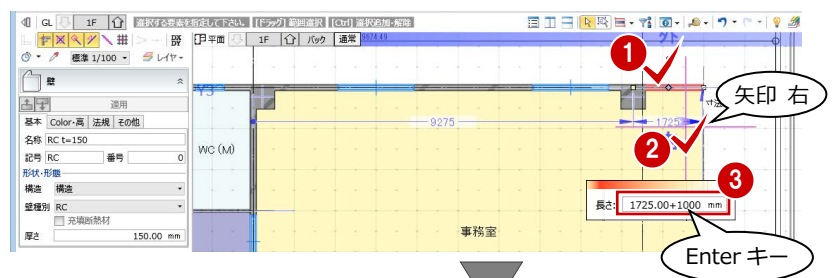 GL 1F 選択する要素を指定して下さい。 [[ドラッグ] 範囲選択 ] [[Ctrl] 選択追加・解除 ]
平面 1F バック 通常 9674.49
標準 1/100 レイヤ
壁
適用
基本 Color・高 法規 その他
名称 RC t=150
記号 RC 番号 0
形状・形態
構造 構造
壁種別 RC
充填断熱材
厚さ 150.00 mm
Y3
WC (M)
9275
1725
事務室
1
2
3
矢印 右
長さ: 1725.00+1000 mm
Enter キー